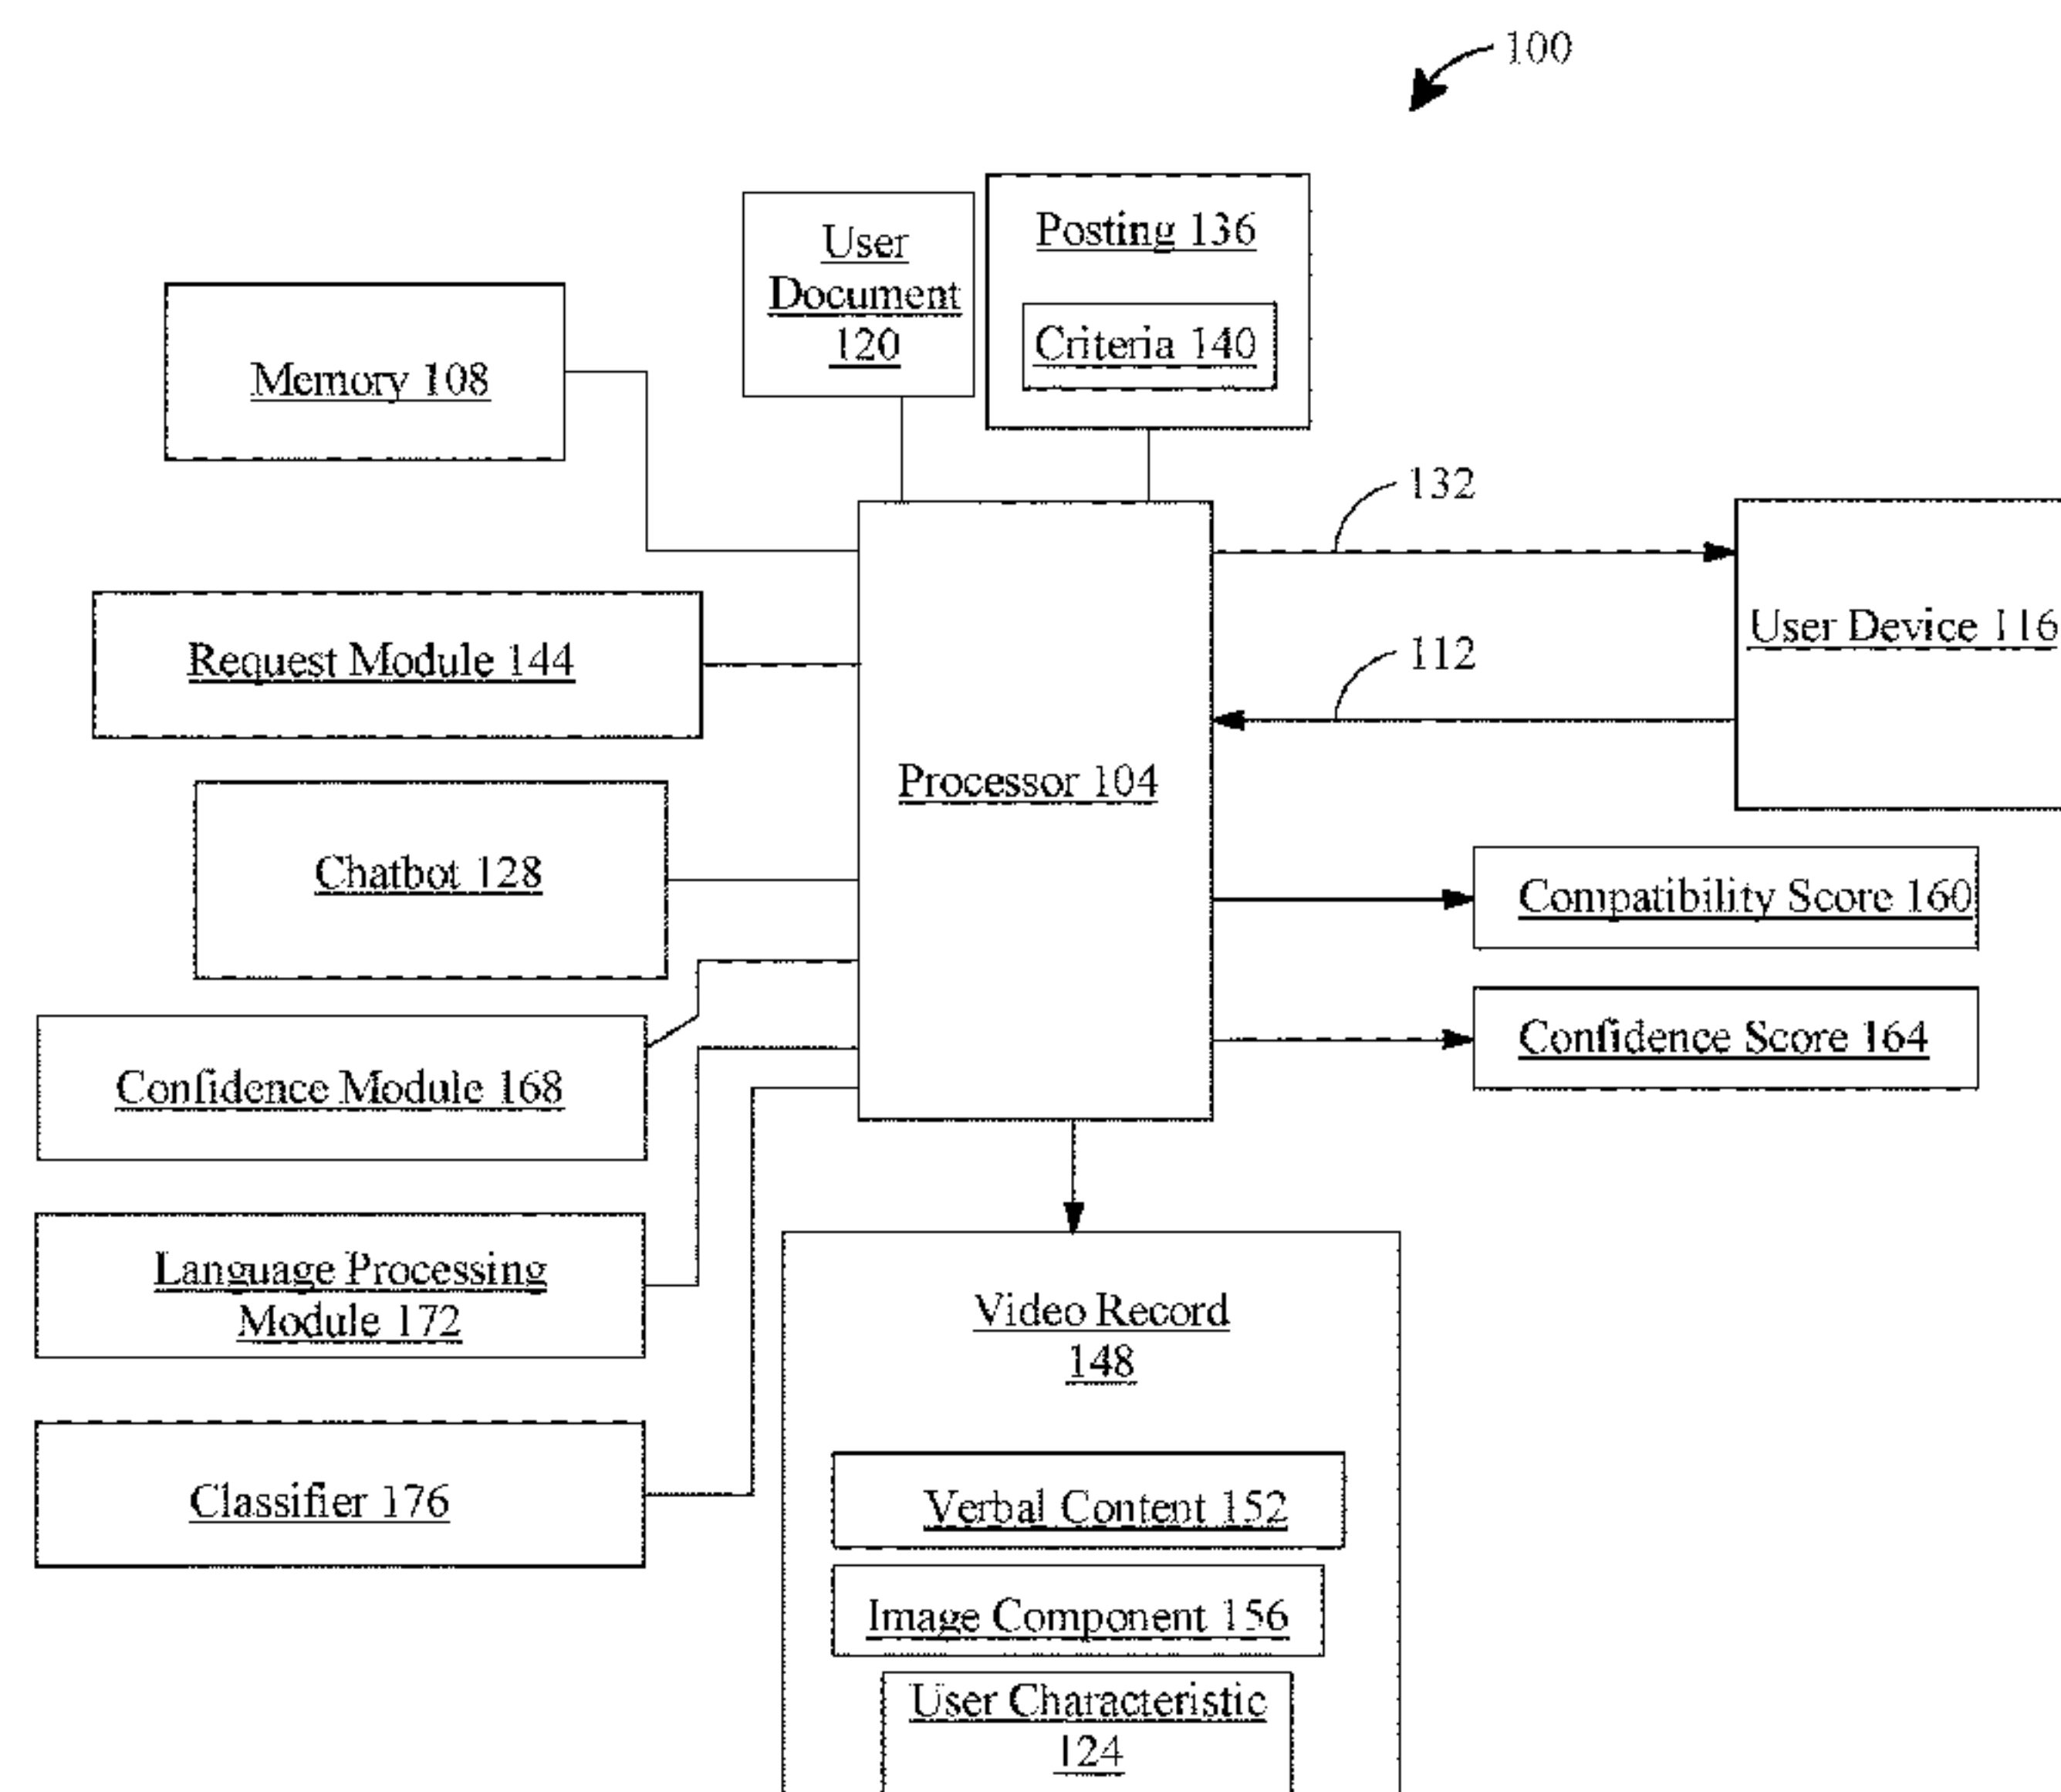 100
User
Document
120
Posting 136
Criteria 140
Memory 108
132
User Device 116
Request Module 144
112
Processor 104
Chatbot 128
Compatibility Score 160
Confidence Score 164
Confidence Module 168
Language Processing
Module 172
Classifier 176
Video Record
148
Verbal Content 152
Image Component 156
User Characteristic
124